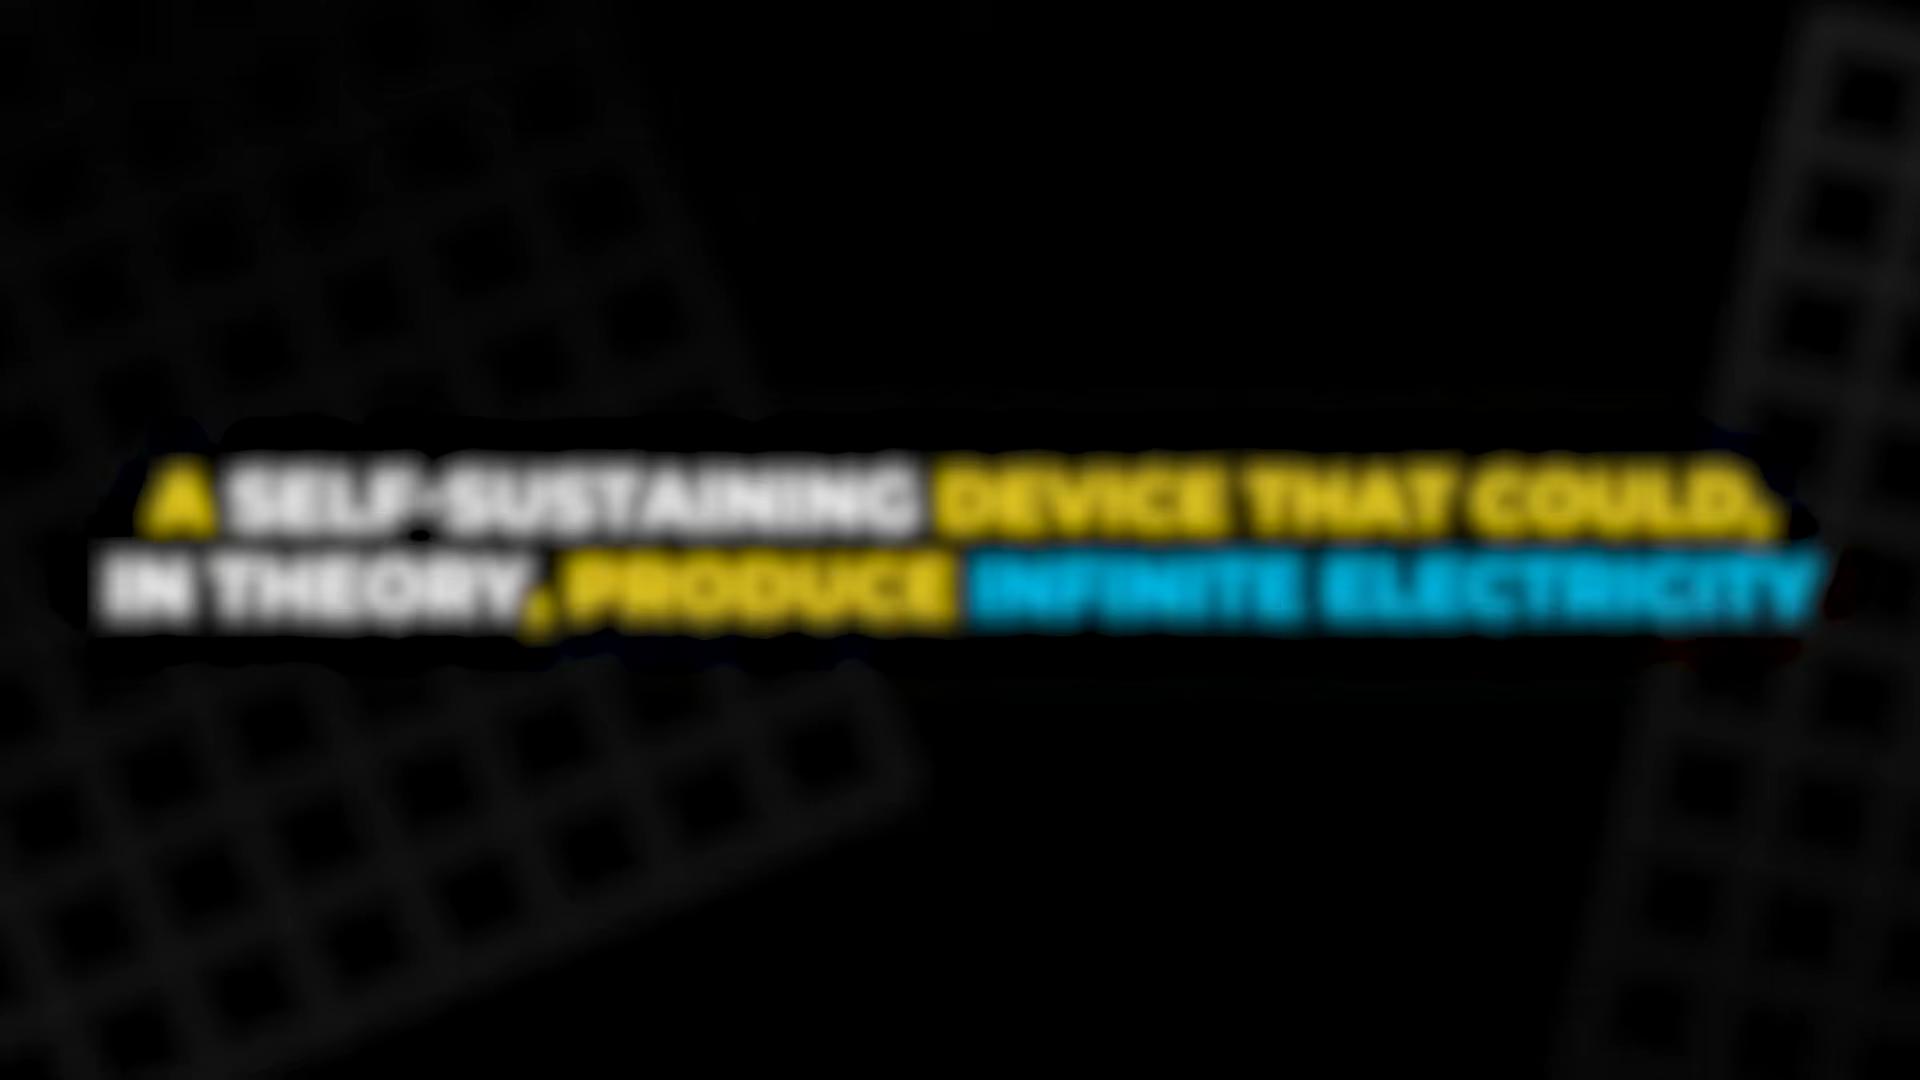 A SELF-SUSTAINING DEVICE THAT COULD,
IN THEORY, PRODUCE INFINITE ELECTRICITY